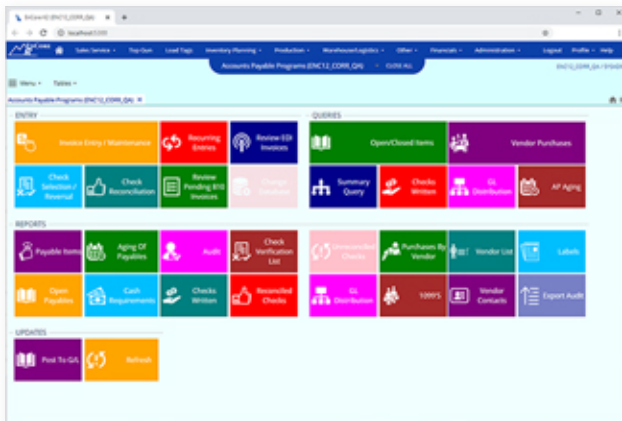 localhost
Sales Service Top Gun Load Tags Inventory Planning Production Warehouse/Logistics Other Financials Administration Logout Profile Help
Accounts Payable Programs (ENC12_CORR_QA) CLOSE ALL
Menu Tables
Accounts Payable Programs (ENC12_CORR_QA) X
ENTRY
QUERIES
Invoice Entry / Maintenance
Recurring Entries
Review EDI Invoices
Open/Closed Items
Vendor Purchases
Check Selection / Reversal
Check Reconciliation
Review Pending 810 Invoices
Change Database
Summary Query
Checks Written
GL Distribution
AP Aging
REPORTS
Payable Items
Aging Of Payables
Audit
Check Verification List
Unreconciled Checks
Purchases By Vendor
Vendor List
Labels
Open Payables
Cash Requirements
Checks Written
Reconciled Checks
GL Distribution
1099'S
Vendor Contacts
Export Audit
UPDATES
Post To G/L
Refresh